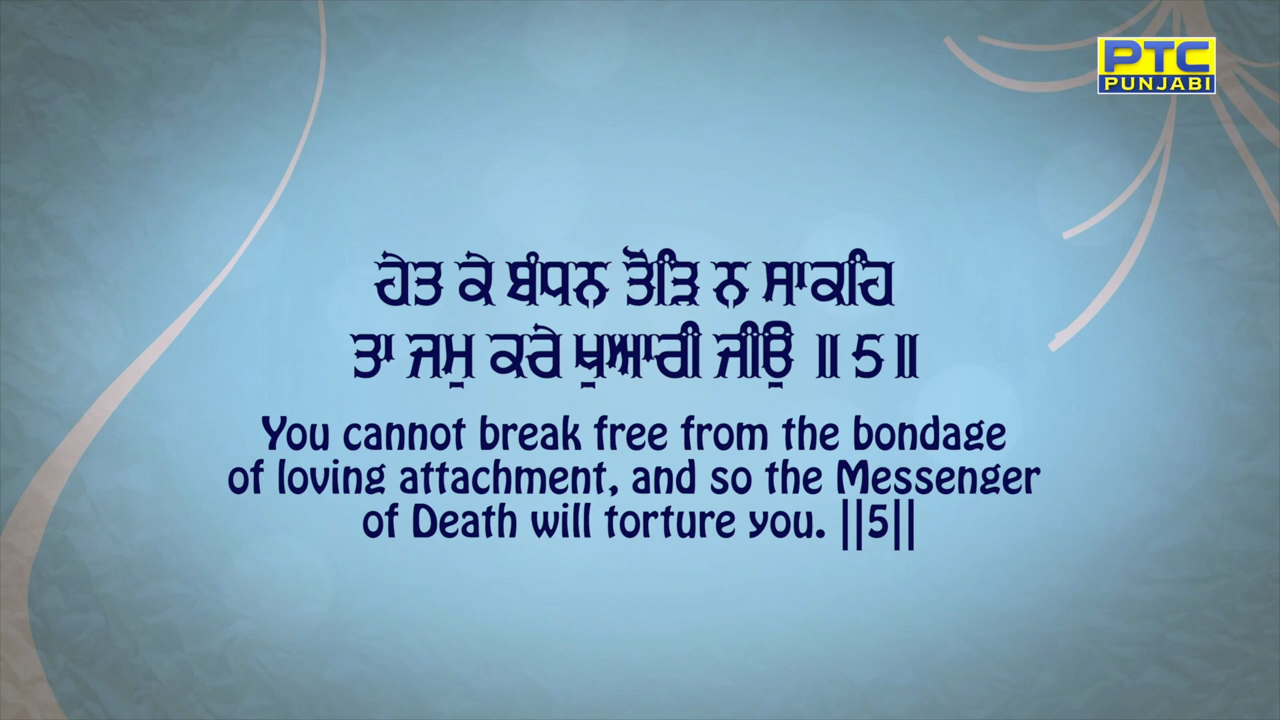 PTC
PUNJABI
ਹੇਤ ਕੇ ਬੰਧਨ ਤੋੜਿ ਨ ਸਾਕਹਿ
ਤਾ ਜਮੁ ਕਰੇ ਖੁਆਰੀ ਜੀਉ ॥ 5 ॥
You cannot break free from the bondage
of loving attachment, and so the Messenger
of Death will torture you. ||5||